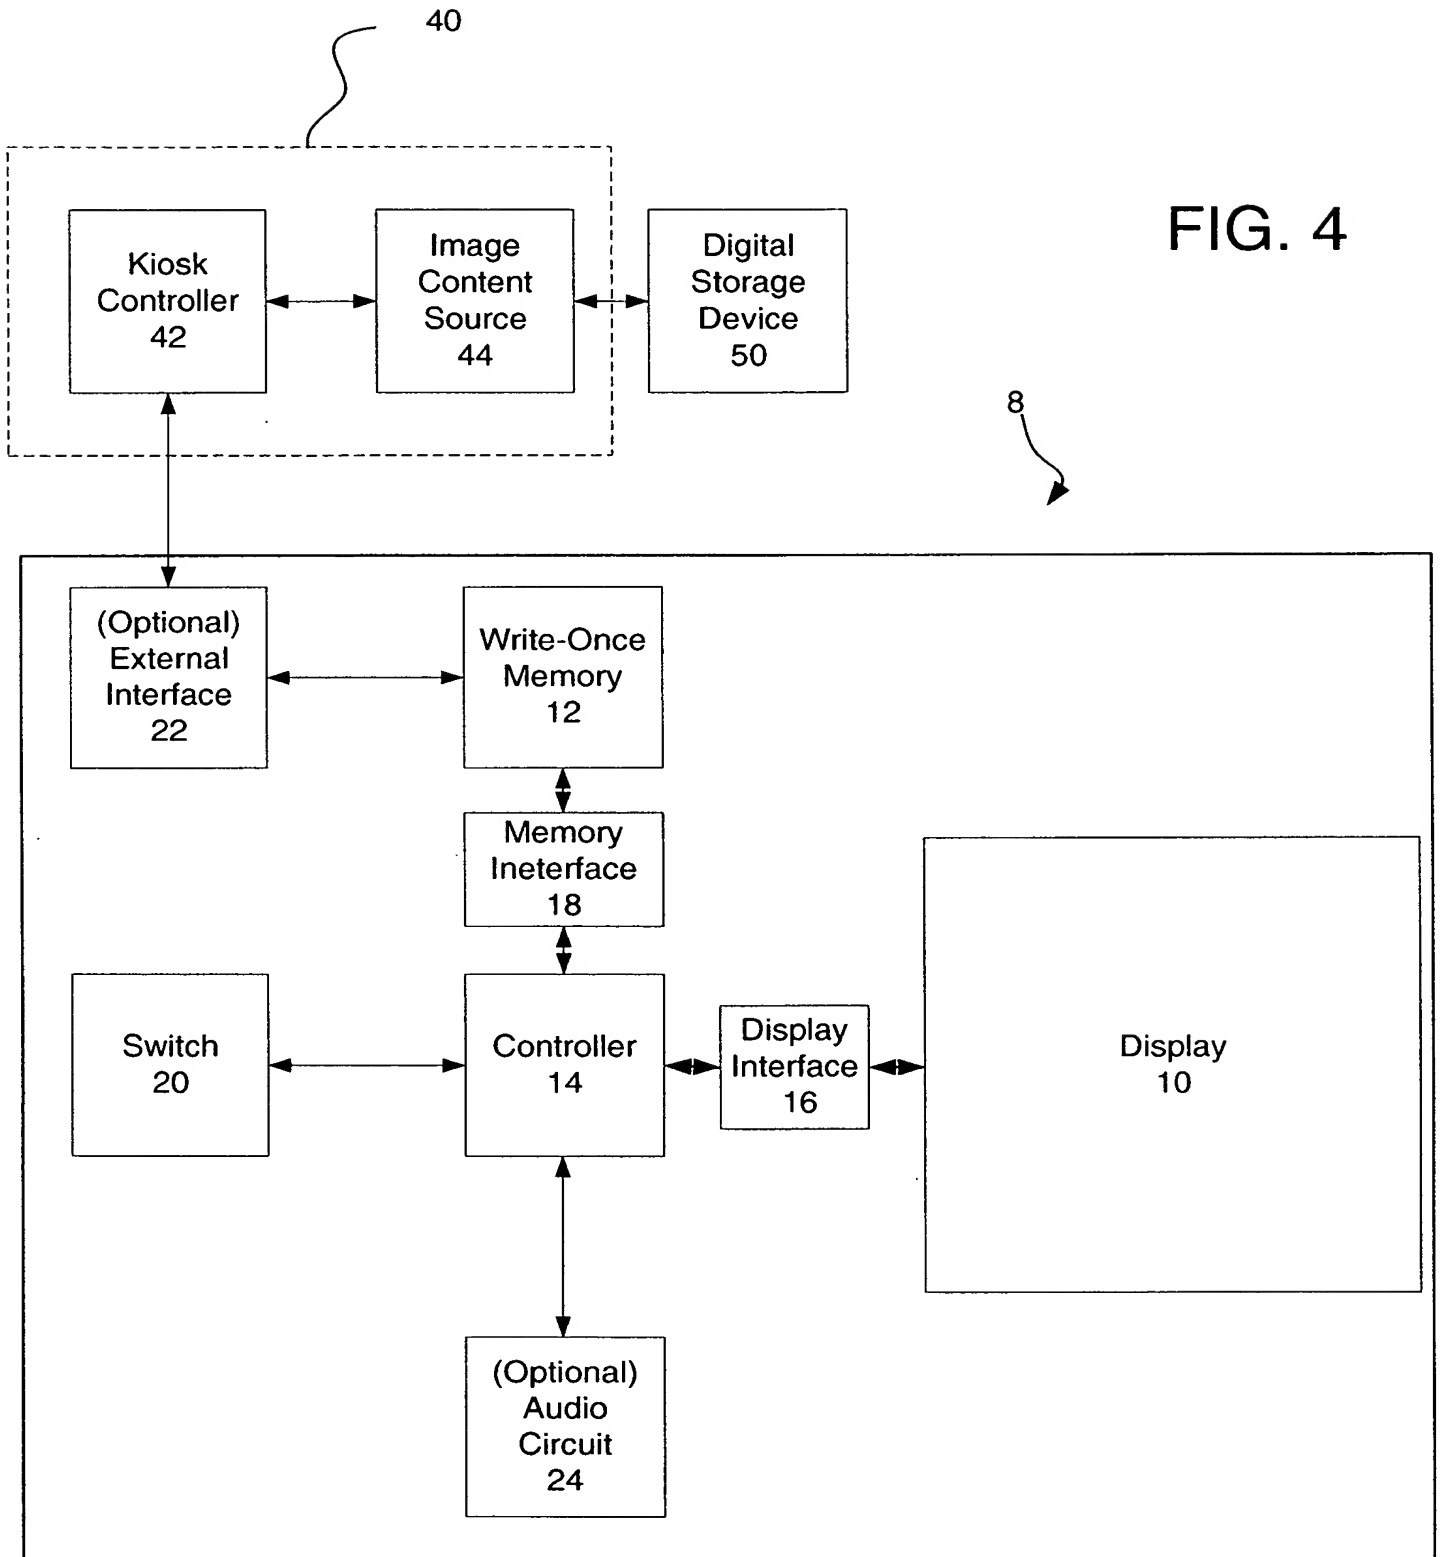 40
FIG. 4
Kiosk
Controller
42
Image
Content
Source
44
Digital
Storage
Device
50
8
(Optional)
External
Interface
22
Write-Once
Memory
12
Memory
Ineterface
18
Switch
20
Controller
14
Display
Interface
16
Display
10
(Optional)
Audio
Circuit
24